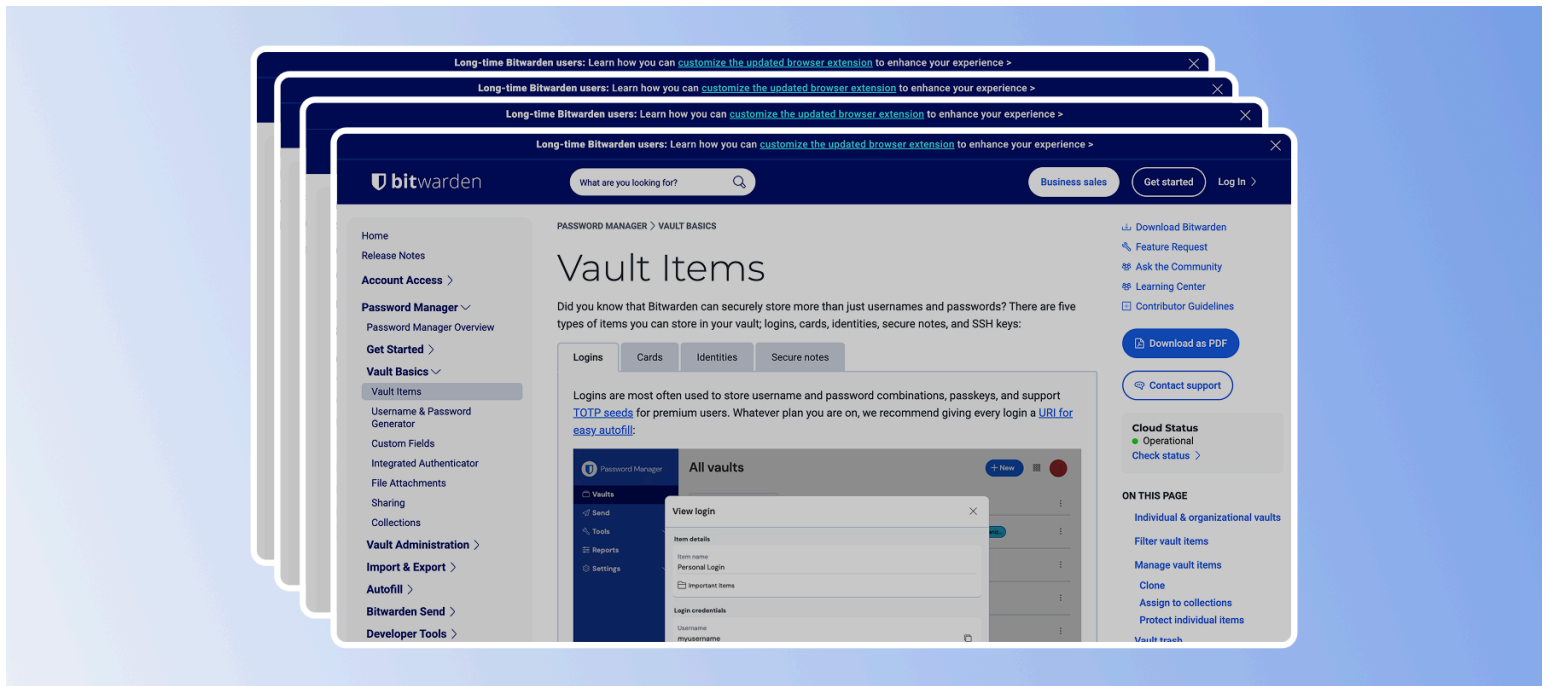 Long-time Bitwarden users: Learn how you can customize the updated browser extension to enhance your experience >
Long-time Bitwarden users: Learn how you can customize the updated browser extension to enhance your experience >
Long-time Bitwarden users: Learn how you can customize the updated browser extension to enhance your experience >
Long-time Bitwarden users: Learn how you can customize the updated browser extension to enhance your experience >
bitwarden
What are you looking for?
Business sales
Get started
Log In
Home
Release Notes
Account Access
Password Manager
Password Manager Overview
Get Started
Vault Basics
Vault Items
Username & Password
Generator
Custom Fields
Integrated Authenticator
File Attachments
Sharing
Collections
Vault Administration
Import & Export
Autofill
Bitwarden Send
Developer Tools
PASSWORD MANAGER > VAULT BASICS
Vault Items
Did you know that Bitwarden can securely store more than just usernames and passwords? There are five
types of items you can store in your vault; logins, cards, identities, secure notes, and SSH keys:
Logins
Cards
Identities
Secure notes
Logins are most often used to store username and password combinations, passkeys, and support
TOTP seeds for premium users. Whatever plan you are on, we recommend giving every login a URI for
easy autofill:
Password Manager
Vaults
Send
Tools
Reports
Settings
All vaults
+ New
View login
Item details
Item name
Personal Login
Important Items
Login credentials
Username
myusername
Download Bitwarden
Feature Request
Ask the Community
Learning Center
Contributor Guidelines
Download as PDF
Contact support
Cloud Status
Operational
Check status
ON THIS PAGE
Individual & organizational vaults
Filter vault items
Manage vault items
Clone
Assign to collections
Protect individual items
Vault trash